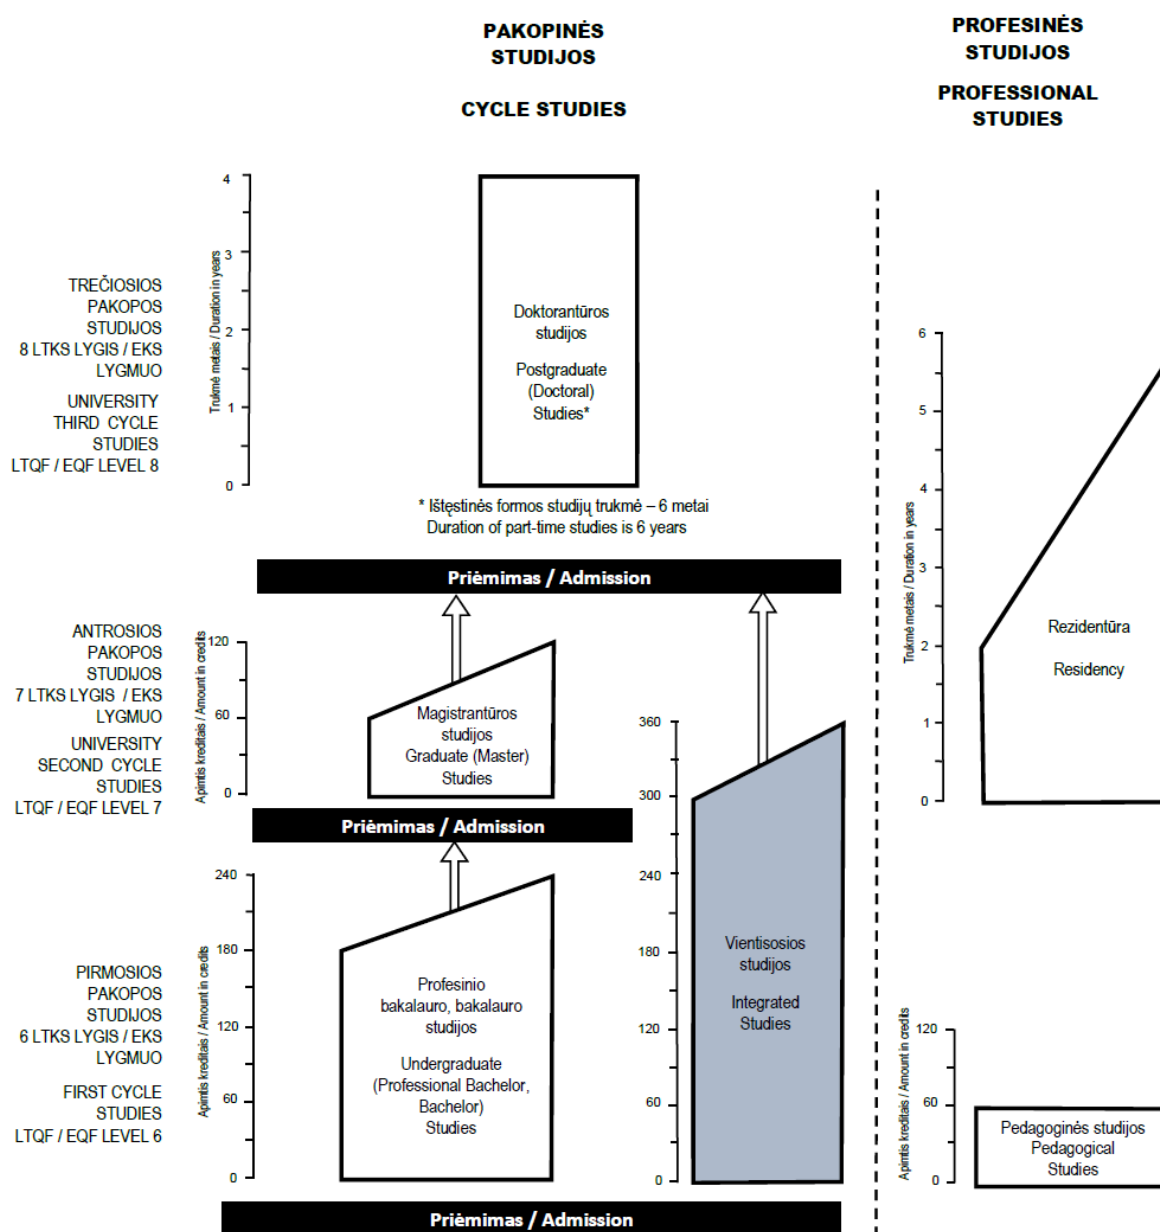 PAKOPINĖS
STUDIJOS
CYCLE STUDIES
PROFESINĖS
STUDIJOS
PROFESSIONAL
STUDIES
TREČIOSIOS
PAKOPOS
STUDIJOS
8 LTKS LYGIS / EKS
LYGMUO
UNIVERSITY
THIRD CYCLE
STUDIES
LTQF / EQF LEVEL 8
Trukmė metais / Duration in years
4
3
2
1
0
Doktorantūros
studijos
Postgraduate
(Doctoral)
Studies*
* Ištęstinės formos studijų trukmė – 6 metai
Duration of part-time studies is 6 years
Priėmimas / Admission
ANTROSIOS
PAKOPOS
STUDIJOS
7 LTKS LYGIS / EKS
LYGMUO
UNIVERSITY
SECOND CYCLE
STUDIES
LTQF / EQF LEVEL 7
Apimtis kreditais / Amount in credits
120
60
0
Magistrantūros
studijos
Graduate (Master)
Studies
Priėmimas / Admission
PIRMOSIOS
PAKOPOS
STUDIJOS
6 LTKS LYGIS / EKS
LYGMUO
FIRST CYCLE
STUDIES
LTQF / EQF LEVEL 6
Apimtis kreditais / Amount in credits
240
180
120
60
0
Profesinio
bakalauro, bakalauro
studijos
Undergraduate
(Professional Bachelor,
Bachelor)
Studies
360
300
240
180
120
60
0
Vientisosios
studijos
Integrated
Studies
Priėmimas / Admission
Trukmė metais / Duration in years
6
5
4
3
2
1
0
Rezidentūra
Residency
Apimtis kreditais / Amount in credits
120
60
0
Pedagoginės studijos
Pedagogical
Studies